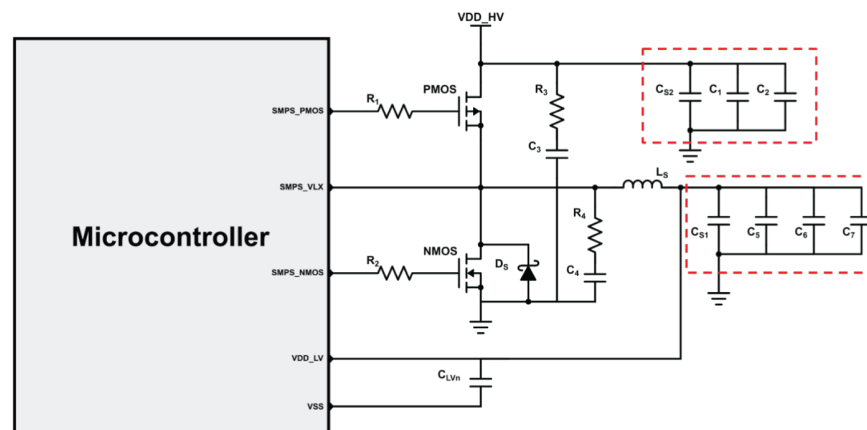 VDD_HV
PMOS
R3
CS2
C1
C2
SMPS_PMOS
R1
C3
SMPS_VLX
LS
Microcontroller
R4
CS1
C5
C6
C7
NMOS
SMPS_NMOS
R2
DS
C4
VDD_LV
CLVn
VSS